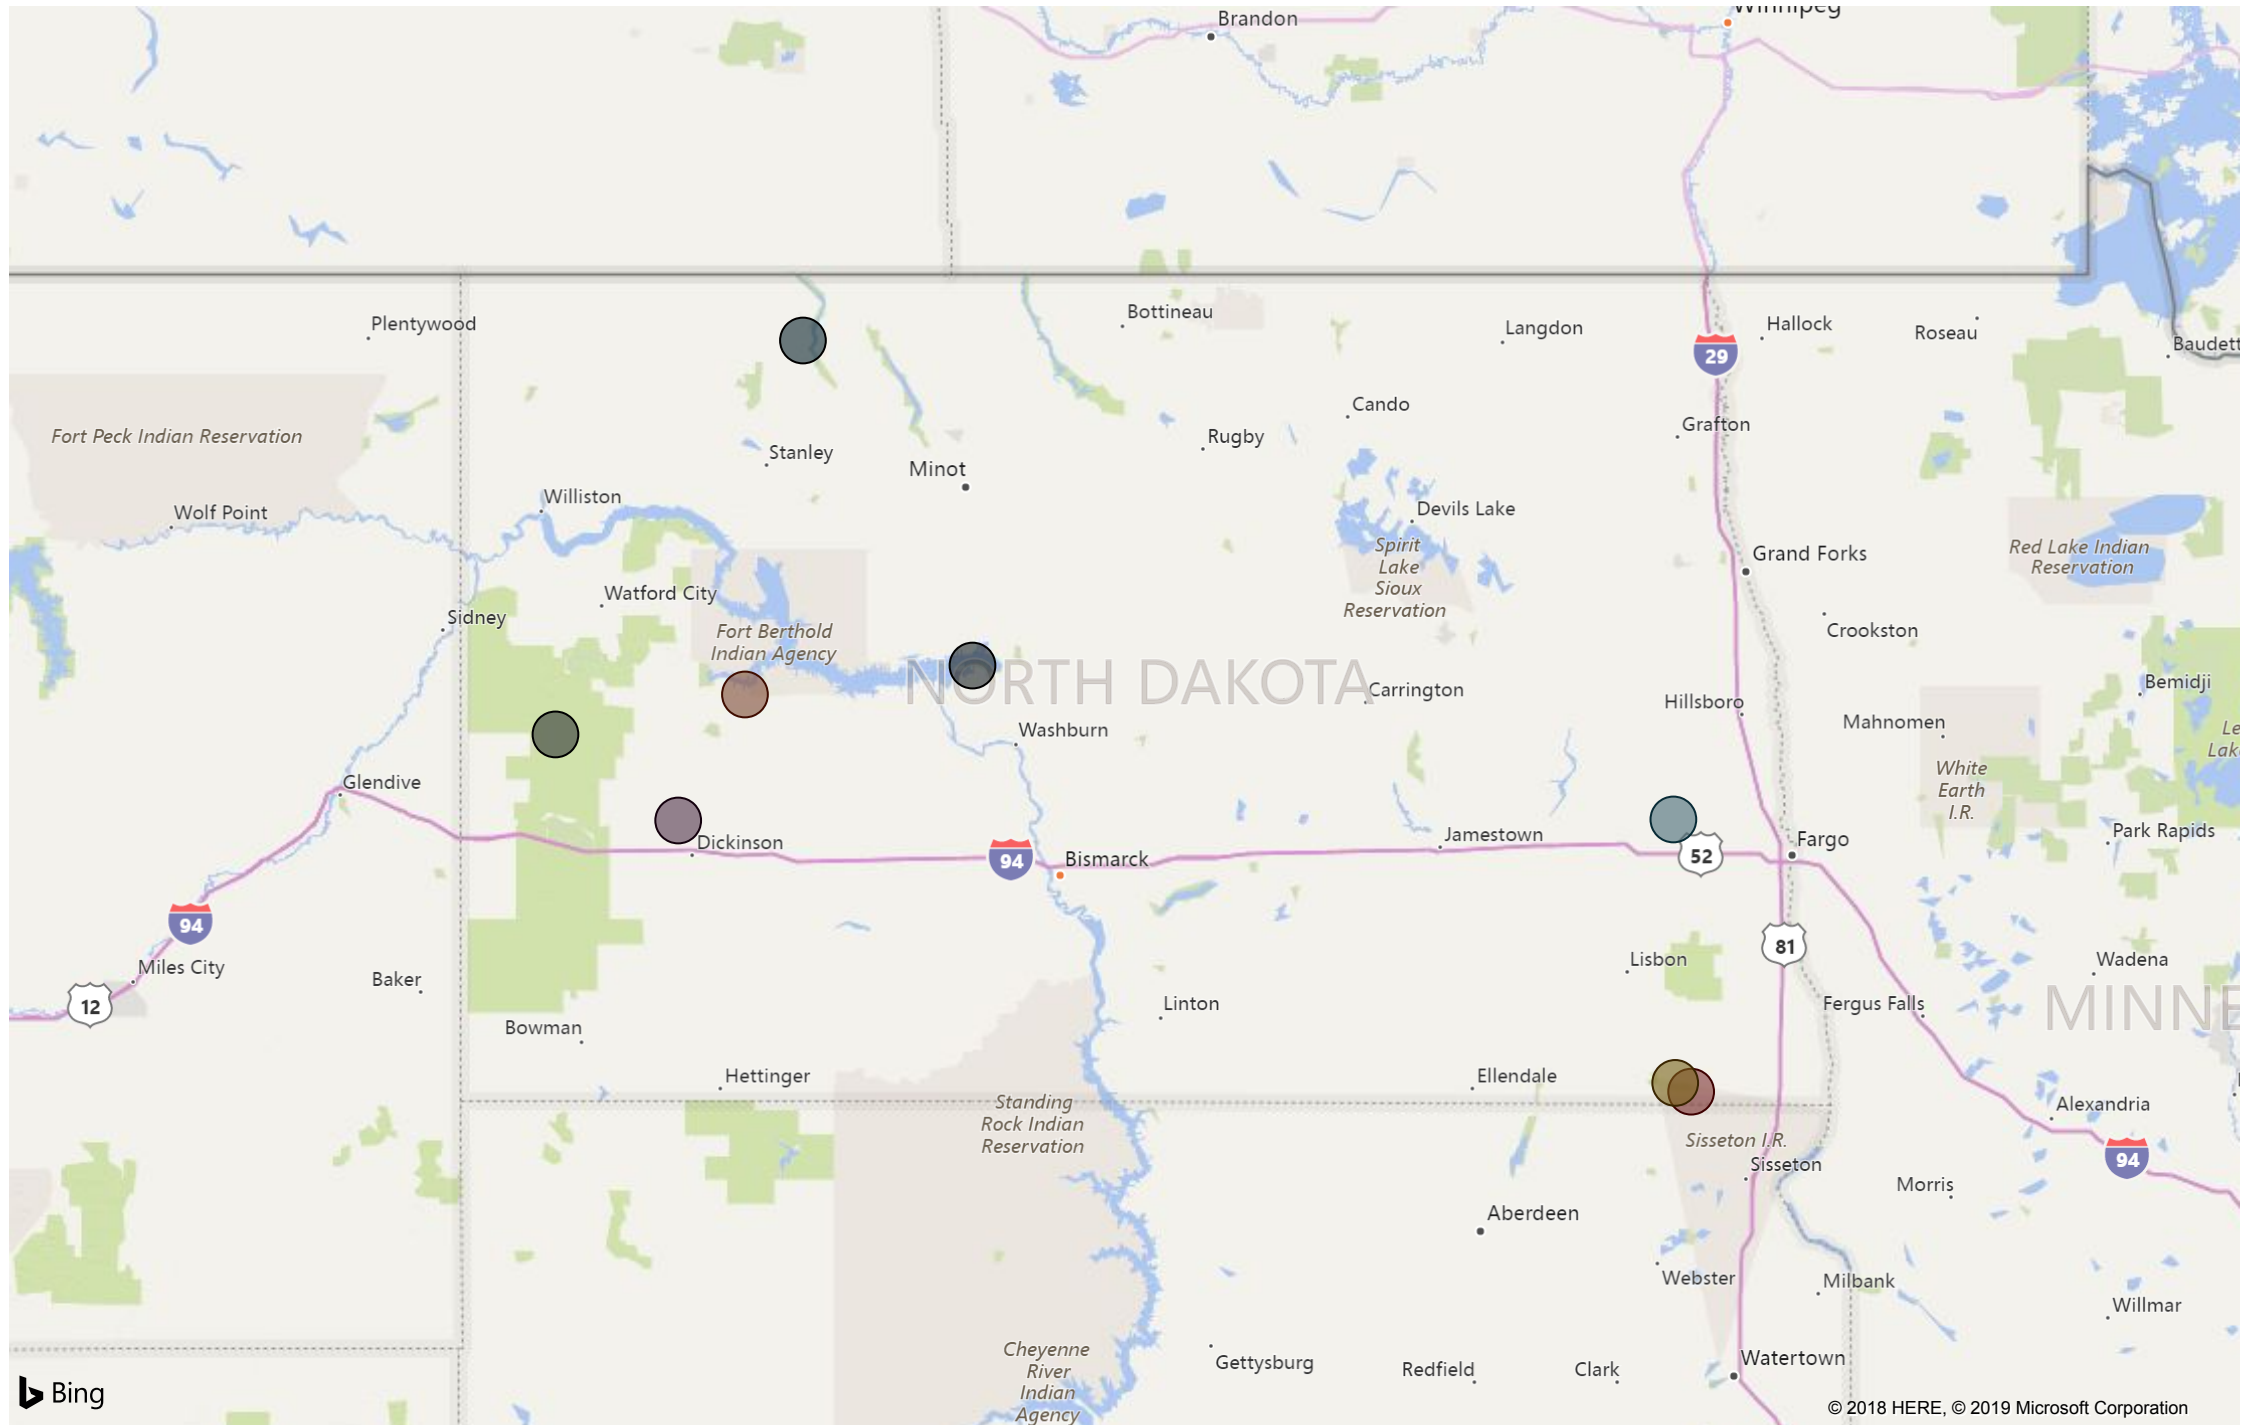 Brandon
Winnipeg
Plentywood
Bottineau
Langdon
29
Hallock
Roseau
Baudett
Fort Peck Indian Reservation
Cando
Stanley
Rugby
Grafton
Minot
Williston
Wolf Point
Devils Lake
Spirit
Lake
Sioux
Reservation
Grand Forks
Red Lake Indian
Reservation
Watford City
Sidney
Fort Berthold
Indian Agency
Crookston
NORTH DAKOTA
Carrington
Hillsboro
Bemidji
Washburn
Mahnomen
Le
Lak
Glendive
White
Earth
I.R.
Dickinson
Jamestown
Fargo
Park Rapids
94
Bismarck
52
94
81
Miles City
Baker
Lisbon
Wadena
12
Linton
Fergus Falls
MINNE
Bowman
Hettinger
Ellendale
Standing
Rock Indian
Reservation
Alexandria
Sisseton I.R.
Sisseton
94
Morris
Aberdeen
Webster
Milbank
Willmar
Cheyenne
River
Indian
Agency
Gettysburg
Redfield
Clark
Watertown
Bing
© 2018 HERE, © 2019 Microsoft Corporation